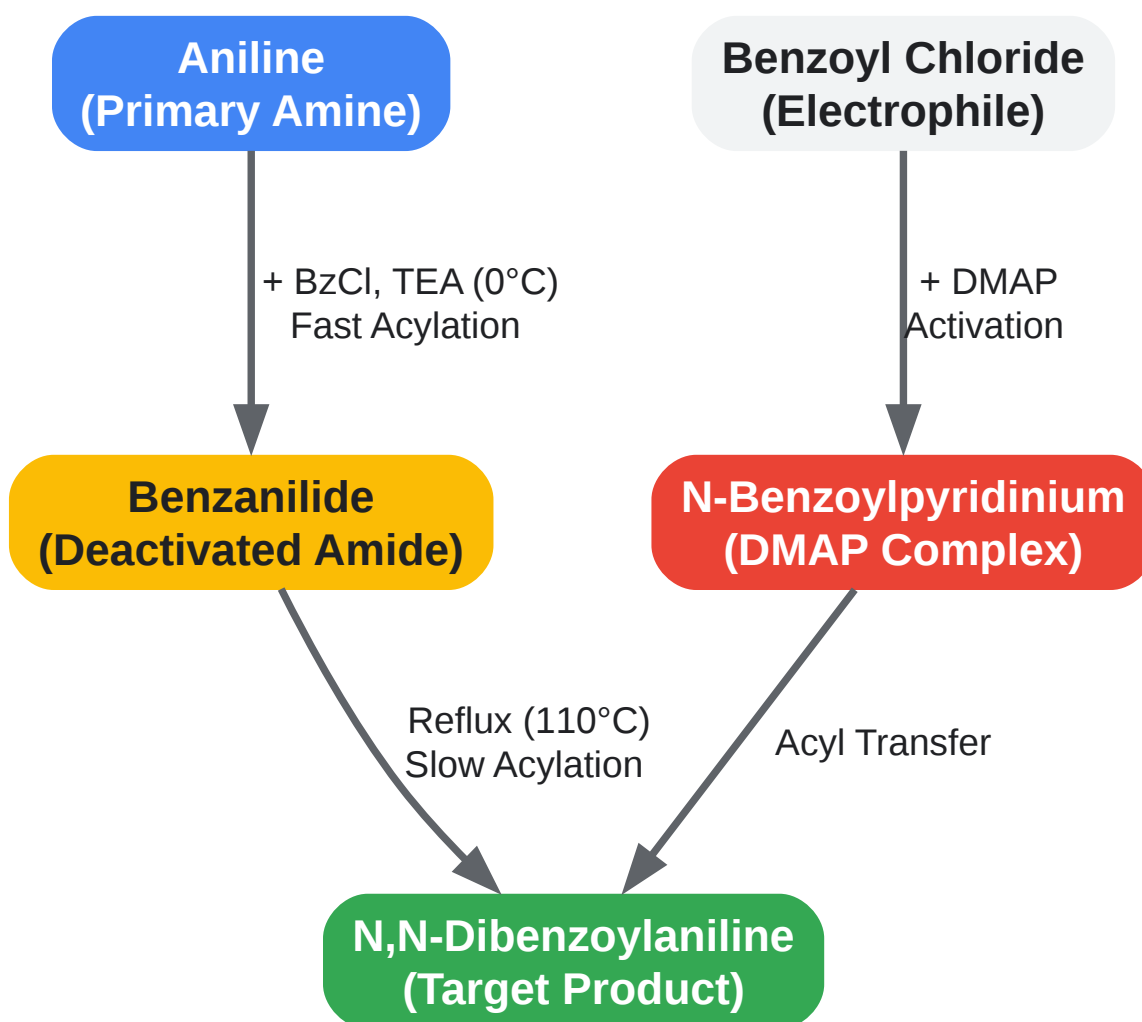 Aniline
(Primary Amine)
Benzoyl Chloride
(Electrophile)
+ BzCl, TEA (0°C)
Fast Acylation
+ DMAP
Activation
Benzanilide
(Deactivated Amide)
N-Benzoylpyridinium
(DMAP Complex)
Reflux (110°C)
Slow Acylation
Acyl Transfer
N,N-Dibenzoylaniline
(Target Product)